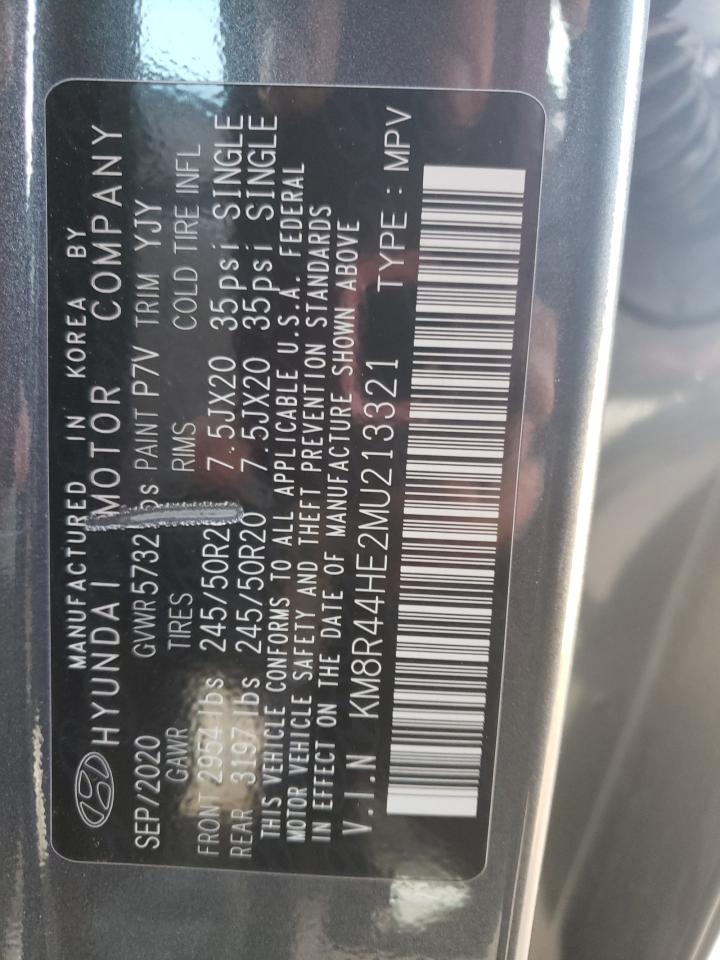 MANUFACTURED IN KOREA BY
HYUNDAI MOTOR COMPANY
SEP/2020 GVWR 5732 PAINT P7V TRIM YJY
GAWR TIRES RIMS COLD TIRE INFL
FRONT 2954 lbs 245/50R20 7.5JX20 35psi SINGLE
REAR 3197 lbs 245/50R20 7.5JX20 35psi SINGLE
THIS VEHICLE CONFORMS TO ALL APPLICABLE U.S.A. FEDERAL
MOTOR VEHICLE SAFETY AND THEFT PREVENTION STANDARDS
IN EFFECT ON THE DATE OF MANUFACTURE SHOWN ABOVE
V.I.N KM8R44HE2MU213321 TYPE : MPV